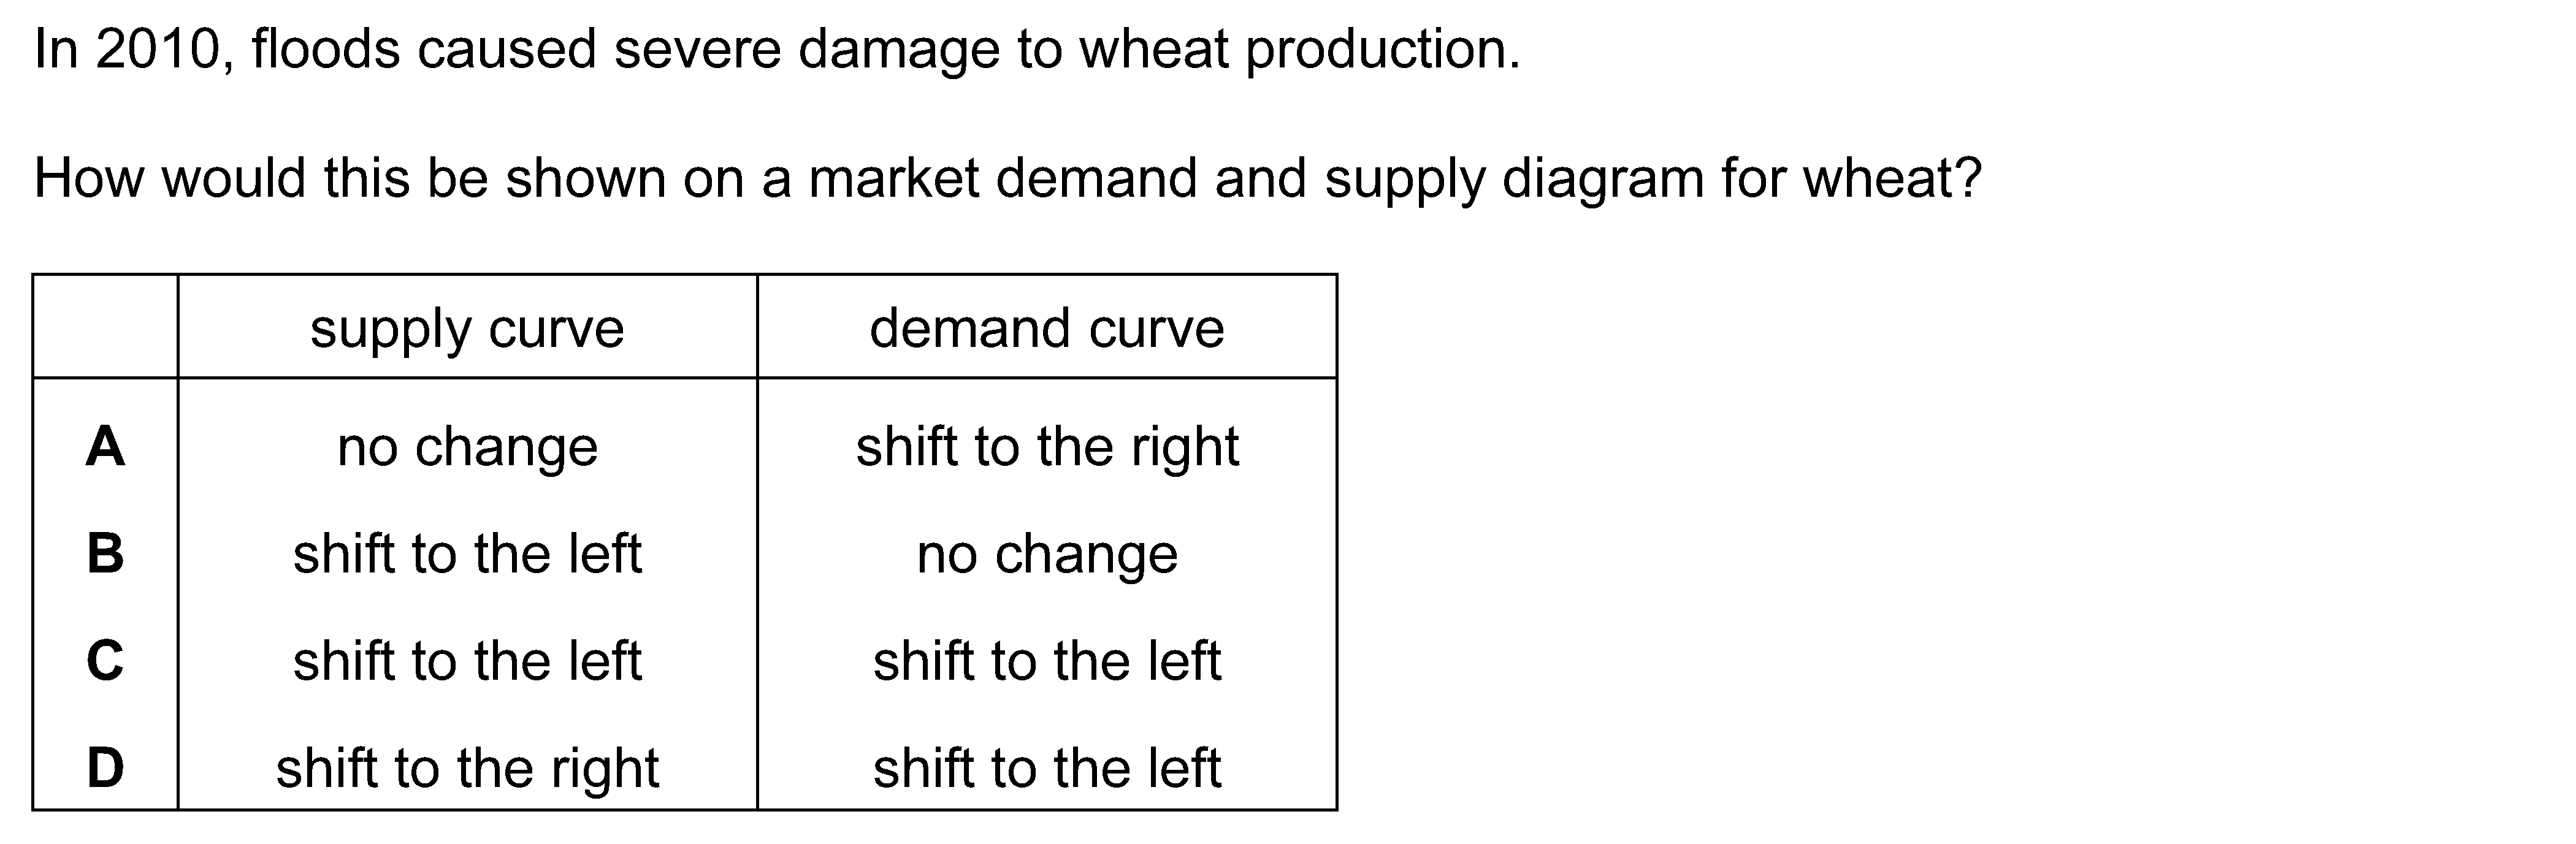 In 2010, floods caused severe damage to wheat production.
How would this be shown on a market demand and supply diagram for wheat?
supply curve demand curve
A no change shift to the right
B shift to the left no change
C shift to the left shift to the left
D shift to the right shift to the left